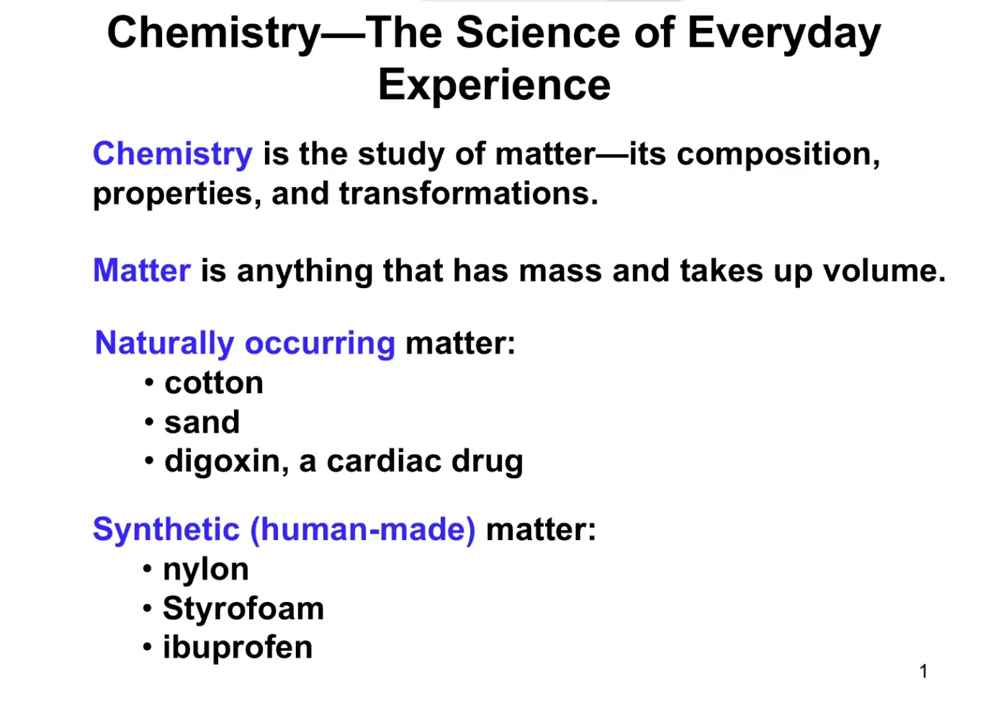 Chemistry—The Science of Everyday
Experience
Chemistry is the study of matter—its composition,
properties, and transformations.
Matter is anything that has mass and takes up volume.
Naturally occurring matter:
• cotton
• sand
• digoxin, a cardiac drug
Synthetic (human-made) matter:
• nylon
• Styrofoam
• ibuprofen
1